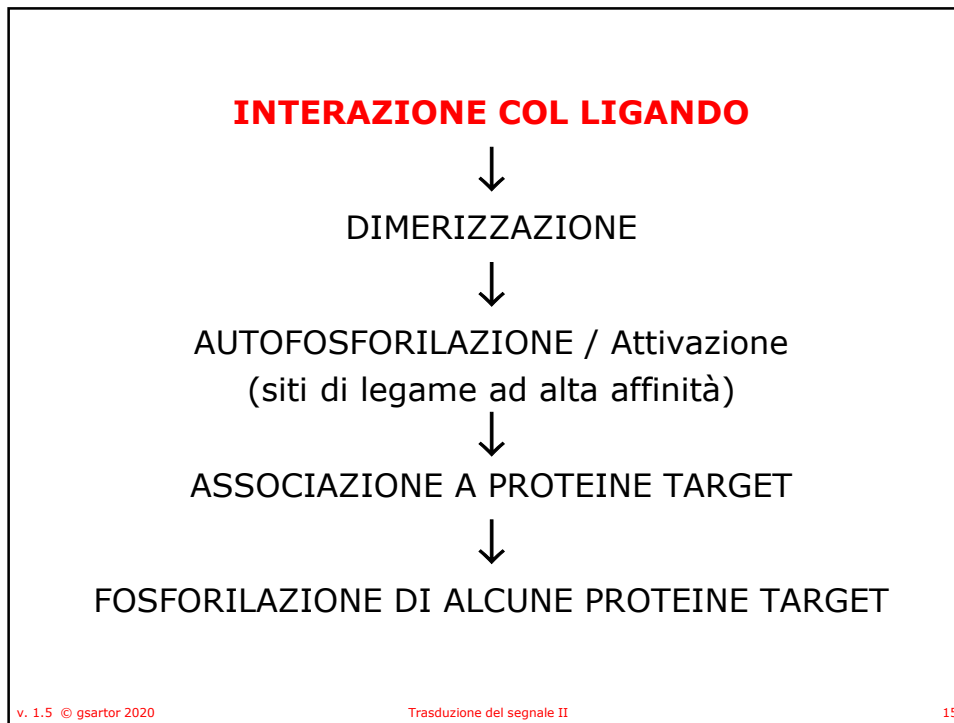 INTERAZIONE COL LIGANDO
↓
DIMERIZZAZIONE
↓
AUTOFOSFORILAZIONE / Attivazione
(siti di legame ad alta affinità)
↓
ASSOCIAZIONE A PROTEINE TARGET
↓
FOSFORILAZIONE DI ALCUNE PROTEINE TARGET
v. 1.5 © gsartor 2020 Trasduzione del segnale II 15